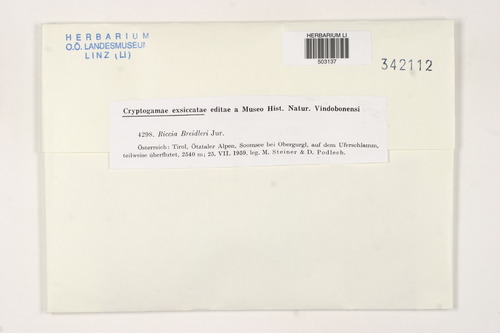 HERBARIUM
O.Ö. LANDESMUSEUM
LINZ (LI)
HERBARIUM LI
503137
342112
Cryptogamae exsiccatae editae a Museo Hist. Natur. Vindobonensi
4298. Riccia Breidleri Jur.
Österreich: Tirol, Ötztaler Alpen, Soomsee bei Obergurgl, auf dem Uferschlamm,
teilweise überflutet, 2540 m; 25. VII. 1959, leg. M. Steiner & D. Podlech.